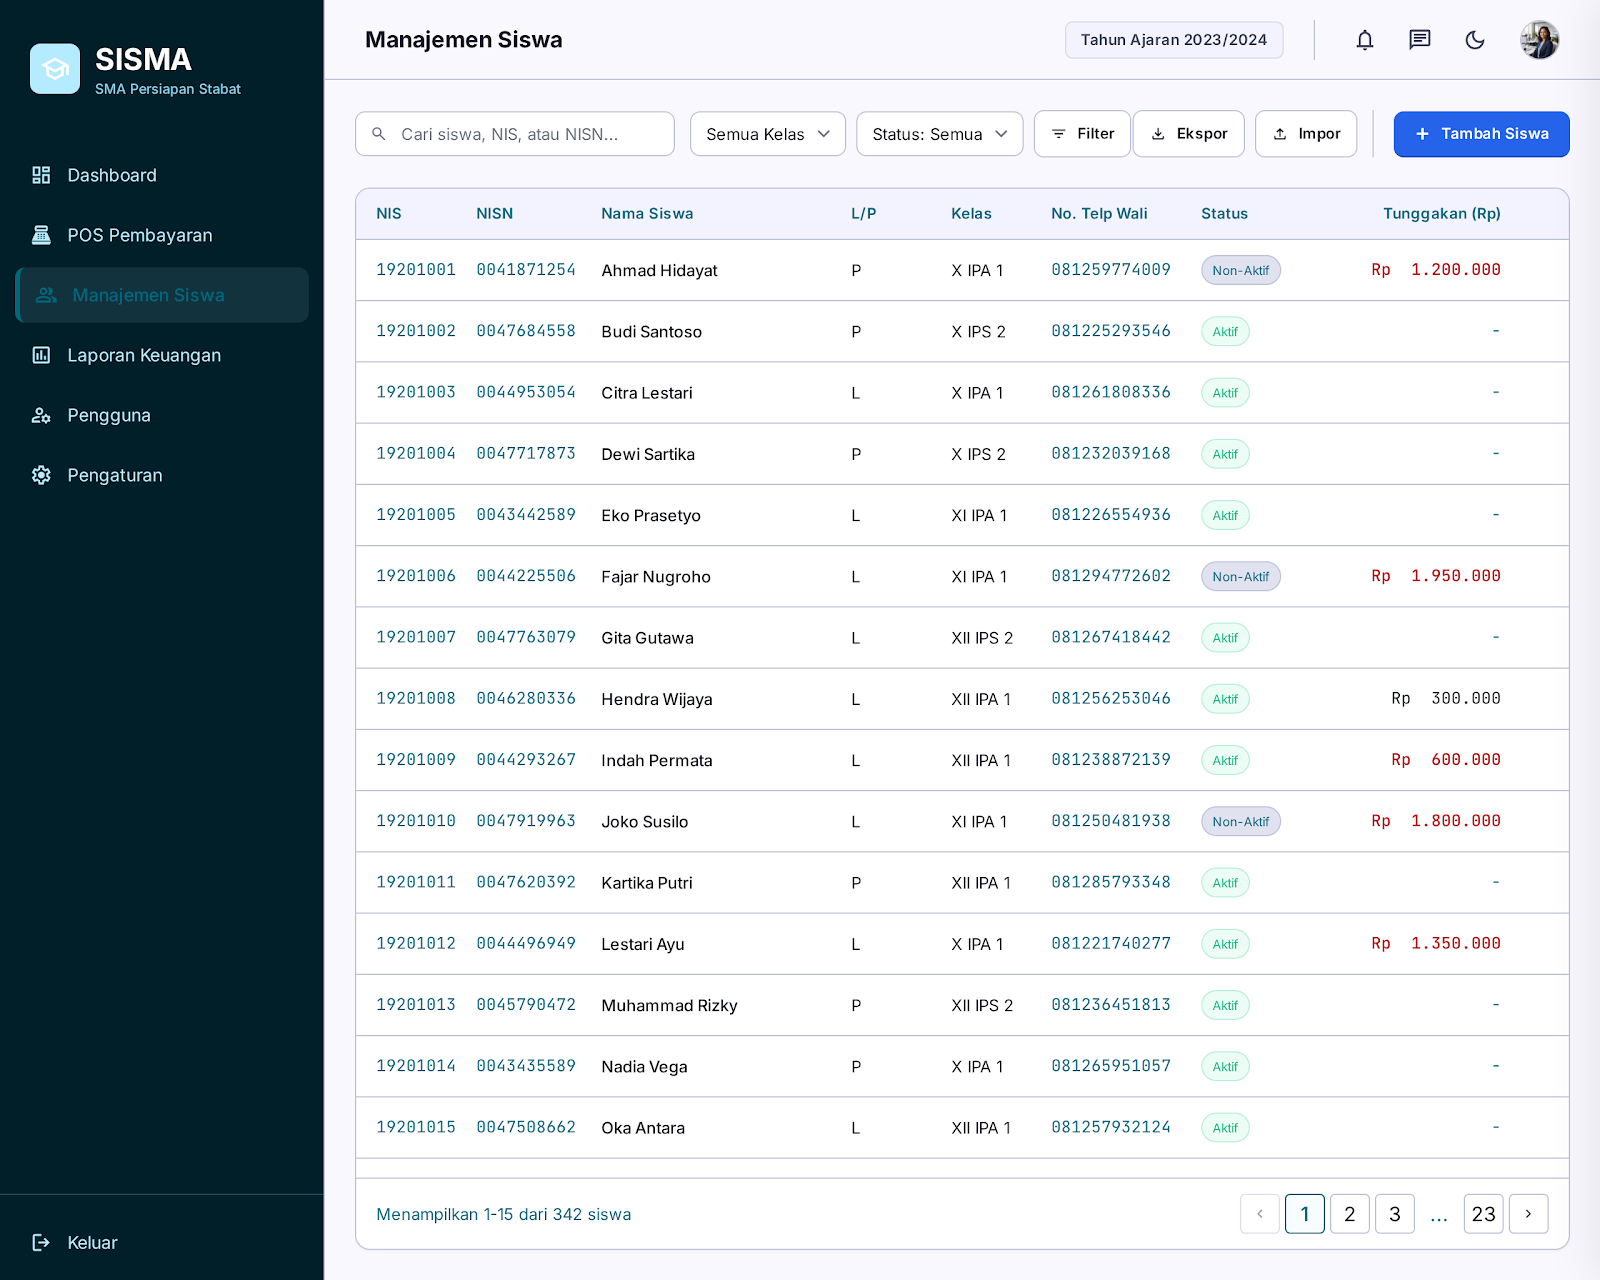 SISMA
SMA Persiapan Stabat
Dashboard
POS Pembayaran
Manajemen Siswa
Laporan Keuangan
Pengguna
Pengaturan
Keluar
Manajemen Siswa
Tahun Ajaran 2023/2024
Cari siswa, NIS, atau NISN...
Semua Kelas
Status: Semua
Filter
Ekspor
Impor
+ Tambah Siswa
NIS NISN Nama Siswa L/P Kelas No. Telp Wali Status Tunggakan (Rp)
19201001 0041871254 Ahmad Hidayat P X IPA 1 081259774009 Non-Aktif Rp 1.200.000
19201002 0047684558 Budi Santoso P X IPS 2 081225293546 Aktif -
19201003 0044953054 Citra Lestari L X IPA 1 081261808336 Aktif -
19201004 0047717873 Dewi Sartika P X IPS 2 081232039168 Aktif -
19201005 0043442589 Eko Prasetyo L XI IPA 1 081226554936 Aktif -
19201006 0044225506 Fajar Nugroho L XI IPA 1 081294772602 Non-Aktif Rp 1.950.000
19201007 0047763079 Gita Gutawa L XII IPS 2 081267418442 Aktif -
19201008 0046280336 Hendra Wijaya L XII IPA 1 081256253046 Aktif Rp 300.000
19201009 0044293267 Indah Permata L XII IPA 1 081238872139 Aktif Rp 600.000
19201010 0047919963 Joko Susilo L XI IPA 1 081250481938 Non-Aktif Rp 1.800.000
19201011 0047620392 Kartika Putri P XII IPA 1 081285793348 Aktif -
19201012 0044496949 Lestari Ayu L X IPA 1 081221740277 Aktif Rp 1.350.000
19201013 0045790472 Muhammad Rizky P XII IPS 2 081236451813 Aktif -
19201014 0043435589 Nadia Vega P X IPA 1 081265951057 Aktif -
19201015 0047508662 Oka Antara L XII IPA 1 081257932124 Aktif -
Menampilkan 1-15 dari 342 siswa
1 2 3 ... 23